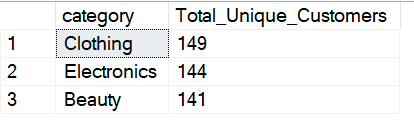 category Total_Unique_Customers
1 Clothing 149
2 Electronics 144
3 Beauty 141